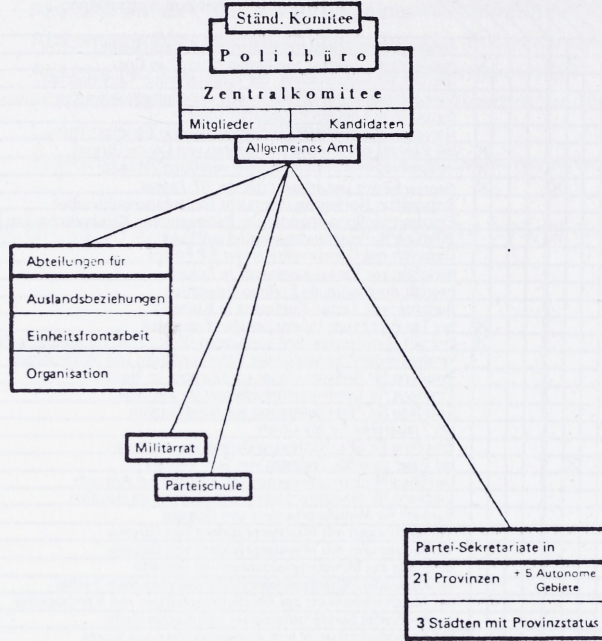 Ständ. Komitee
Politbüro
Zentralkomitee
Mitglieder Kandidaten
Allgemeines Amt
Abteilungen für
Auslandsbeziehungen
Einheitsfrontarbeit
Organisation
Militärrat
Parteischule
Partei-Sekretariate in
21 Provinzen + 5 Autonome
Gebiete
3 Städten mit Provinzstatus